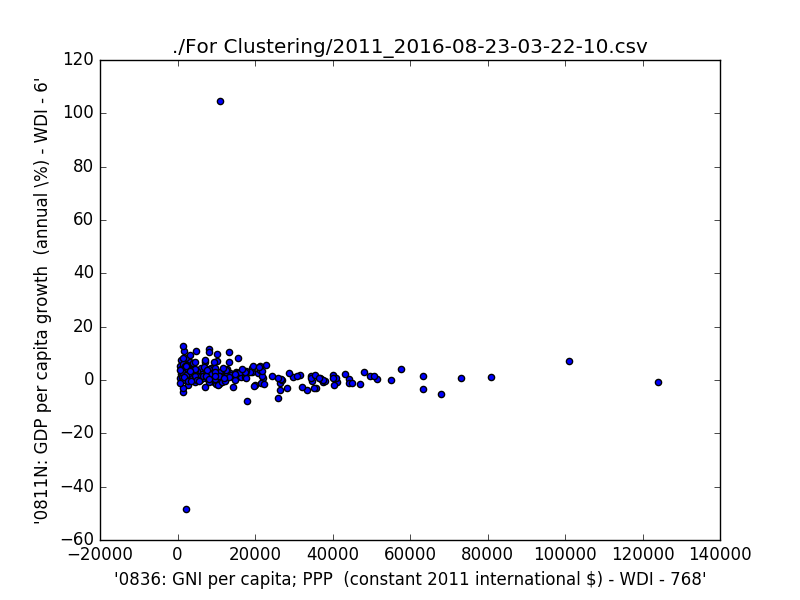 ./For Clustering/2011_2016-08-23-03-22-10.csv
'0811N: GDP per capita growth  (annual \%) - WDI - 6'
120
100
80
60
40
20
0
−20
−40
−60
−20000 0 20000 40000 60000 80000 100000 120000 140000
'0836: GNI per capita; PPP  (constant 2011 international $) - WDI - 768'